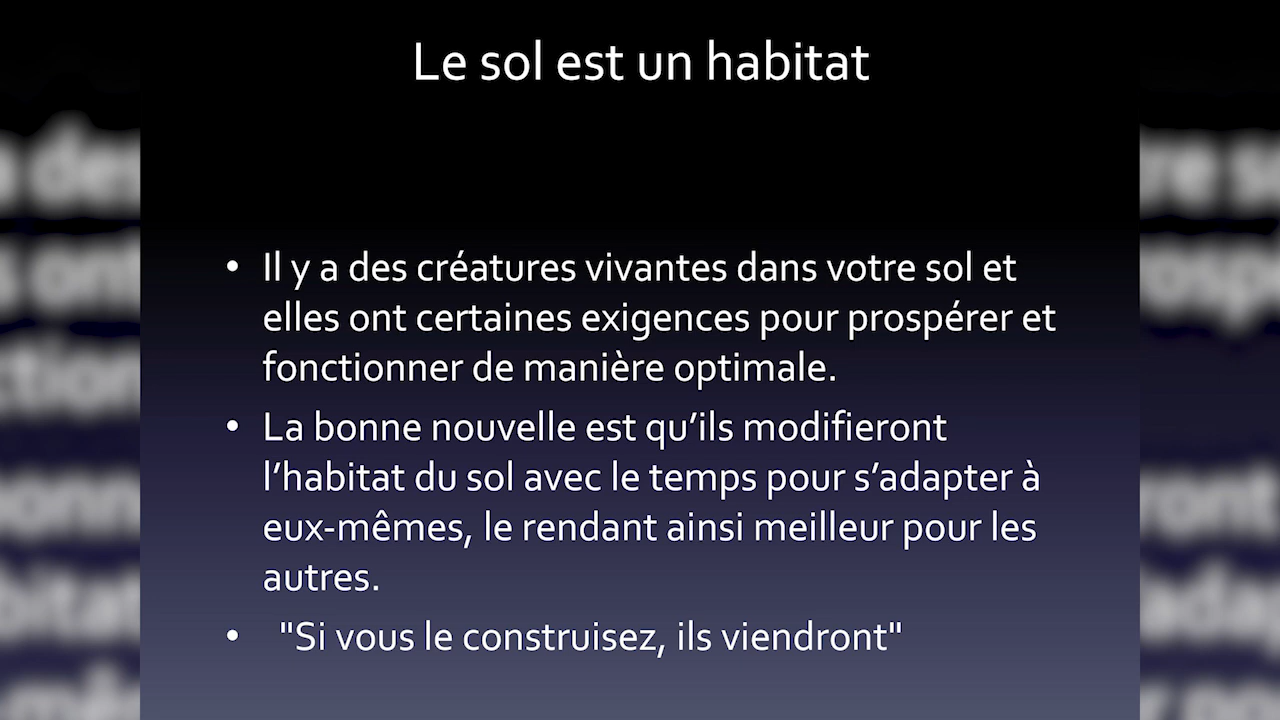 Le sol est un habitat
• Il y a des créatures vivantes dans votre sol et
elles ont certaines exigences pour prospérer et
fonctionner de manière optimale.
• La bonne nouvelle est qu’ils modifieront
l’habitat du sol avec le temps pour s’adapter à
eux-mêmes, le rendant ainsi meilleur pour les
autres.
• "Si vous le construisez, ils viendront"